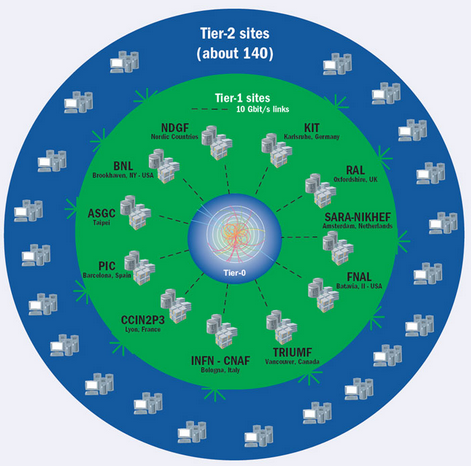 Tier-2 sites
(about 140)
Tier-1 sites
10 Gbit/s links
NDGF
Nordic Countries
KIT
Karlsruhe, Germany
BNL
Brookhaven, NY - USA
RAL
Oxfordshire, UK
ASGC
Taipei
SARA-NIKHEF
Amsterdam, Netherlands
Tier-0
PIC
Barcelona, Spain
FNAL
Batavia, Il - USA
CCIN2P3
Lyon, France
TRIUMF
Vancouver, Canada
INFN - CNAF
Bologna, Italy